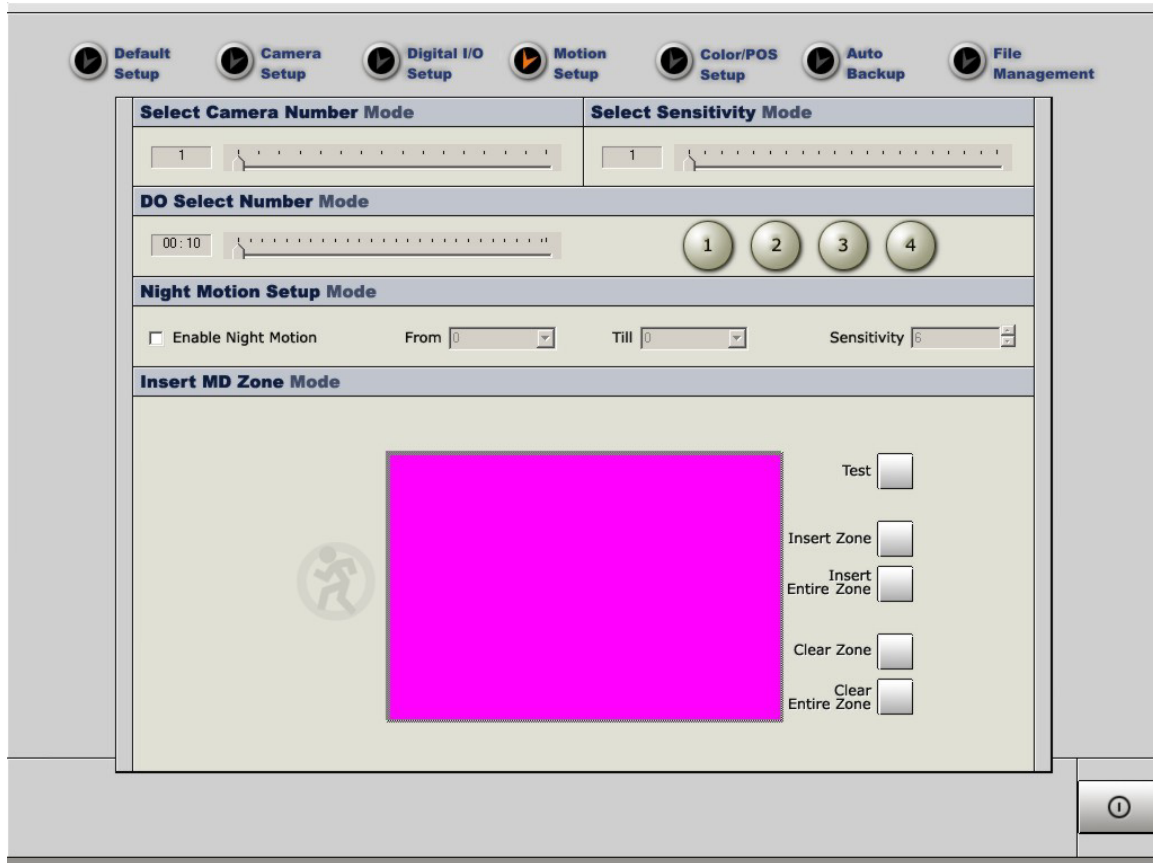 Default Setup
Camera Setup
Digital I/O Setup
Motion Setup
Color/POS Setup
Auto Backup
File Management
Select Camera Number Mode
Select Sensitivity Mode
1
1
DO Select Number Mode
00:10
1 2 3 4
Night Motion Setup Mode
Enable Night Motion From 0 Till 0 Sensitivity 6
Insert MD Zone Mode
Test
Insert Zone
Insert
Entire Zone
Clear Zone
Clear
Entire Zone